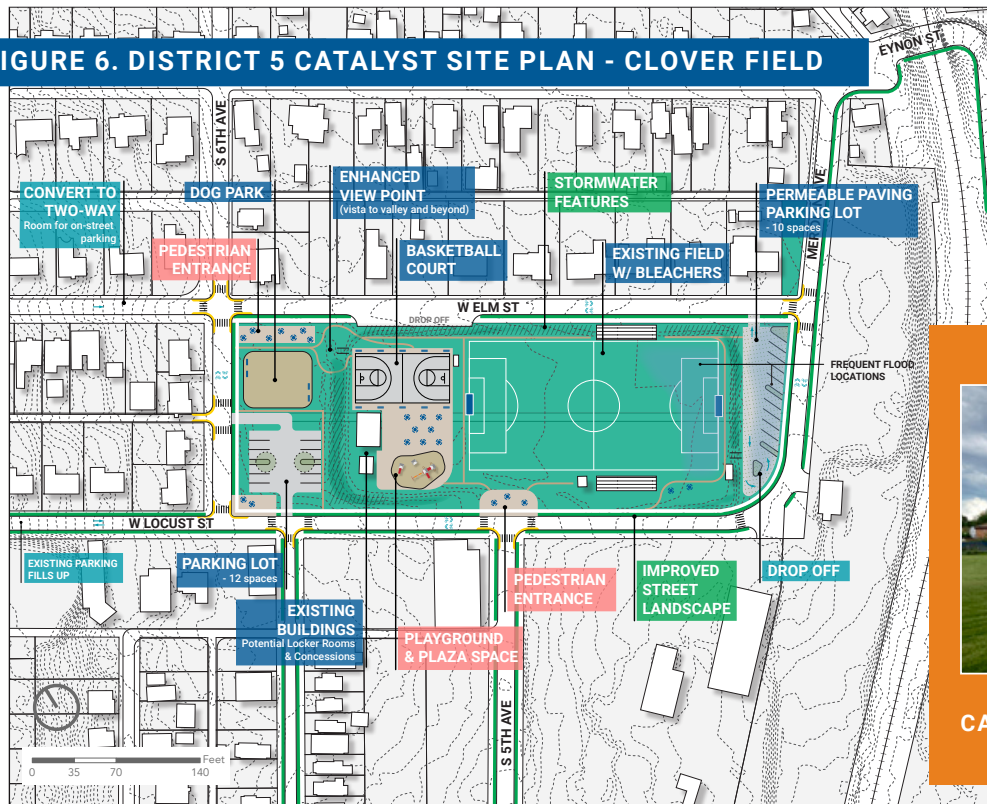 IGURE 6. DISTRICT 5 CATALYST SITE PLAN - CLOVER FIELD
EYNON ST
S 6TH AVE
CONVERT TO
TWO-WAY
Room for on-street
parking
DOG PARK
ENHANCED
VIEW POINT
(vista to valley and beyond)
STORMWATER
FEATURES
PERMEABLE PAVING
PARKING LOT
- 10 spaces
PEDESTRIAN
ENTRANCE
BASKETBALL
COURT
EXISTING FIELD
W/ BLEACHERS
W ELM ST
DROP OFF
FREQUENT FLOOD
LOCATIONS
W LOCUST ST
EXISTING PARKING
FILLS UP
PARKING LOT
- 12 spaces
PEDESTRIAN
ENTRANCE
IMPROVED
STREET
LANDSCAPE
DROP OFF
EXISTING
BUILDINGS
Potential Locker Rooms
& Concessions
PLAYGROUND
& PLAZA SPACE
S 5TH AVE
Feet
0 35 70 140
CA